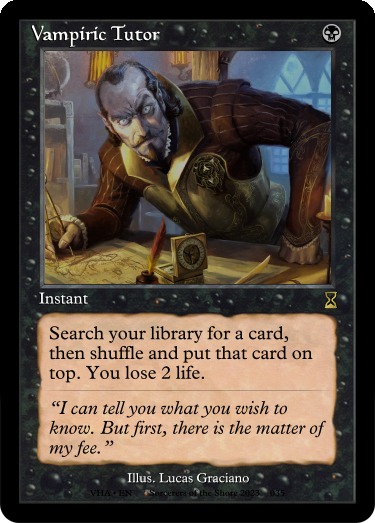 Vampiric Tutor
Instant
Search your library for a card,
then shuffle and put that card on
top. You lose 2 life.
“I can tell you what you wish to
know. But first, there is the matter of
my fee.”
Illus. Lucas Graciano
VHA • EN